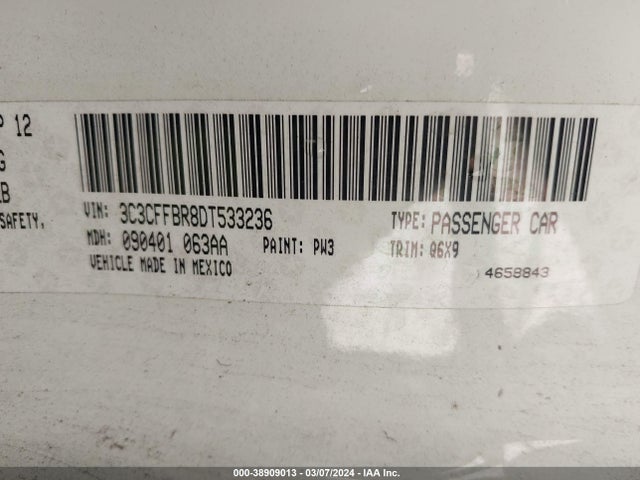 P 12
G
LB
SAFETY,
VIN: 3C3CFFBR8DT533236 TYPE: PASSENGER CAR
MDH: 090401 063AA PAINT: PW3 TRIM: Q6X9
VEHICLE MADE IN MEXICO 4658843
000-38909013 - 03/07/2024 - IAA Inc.